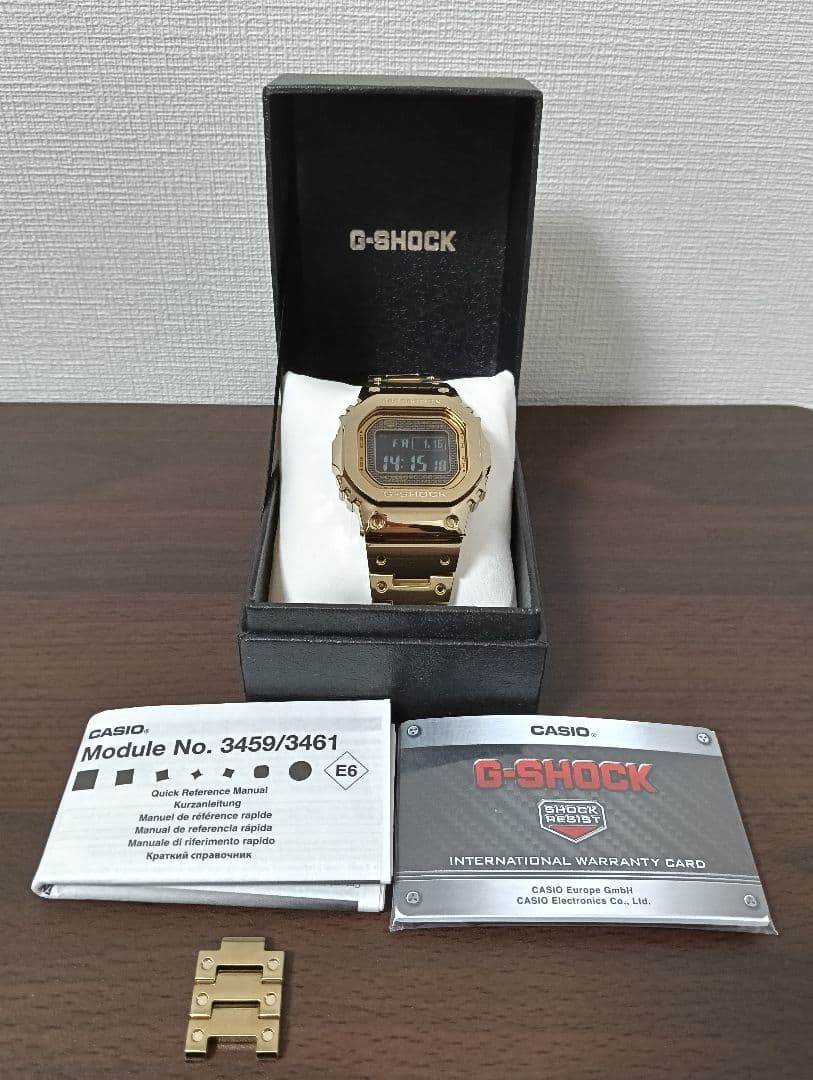 G-SHOCK
PROTECTION
FR 1.16
14:15 18
G-SHOCK
CASIO®
Module No. 3459/3461
E6
Quick Reference Manual
Kurzanleitung
Manuel de référence rapide
Manual de referencia rápida
Manuale di riferimento rapido
Краткий справочник
CASIO®
G-SHOCK
SHOCK
RESIST
INTERNATIONAL WARRANTY CARD
CASIO Europe GmbH
CASIO Electronics Co., Ltd.